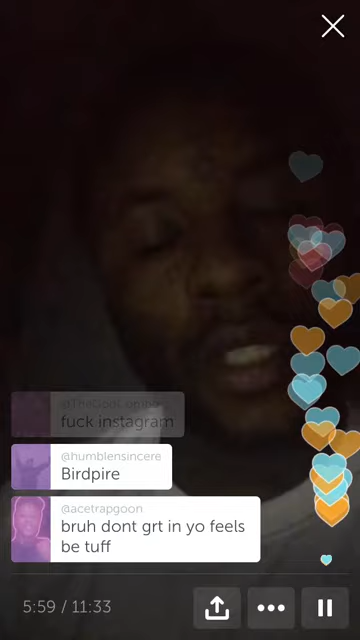 fuck instagram
@humblensincere
Birdpire
@acetrapgoon
bruh dont grt in yo feels
be tuff
5:59 / 11:33